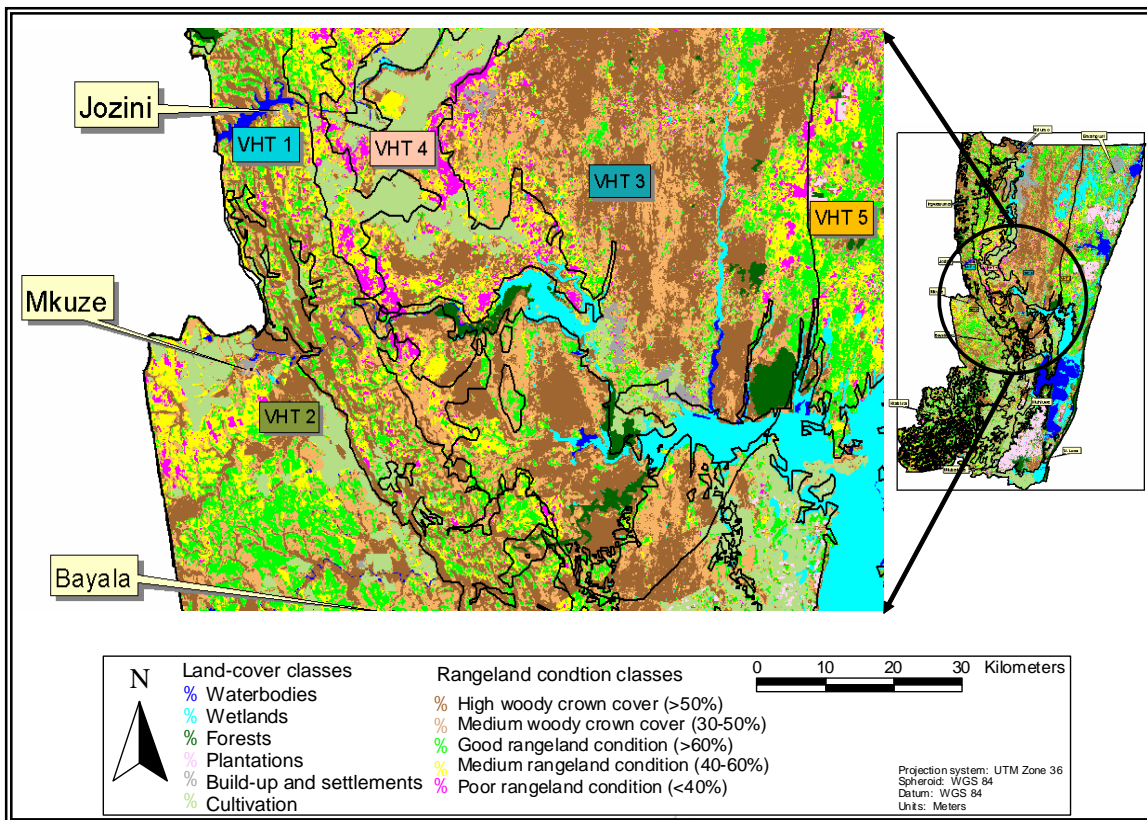 Jozini
VHT 1
VHT 4
VHT 3
VHT 5
Mkuze
VHT 2
Bayala
N
Land-cover classes
% Waterbodies
% Wetlands
% Forests
% Plantations
% Build-up and settlements
% Cultivation
Rangeland condtion classes
% High woody crown cover (>50%)
% Medium woody crown cover (30-50%)
% Good rangeland condition (>60%)
% Medium rangeland condition (40-60%)
% Poor rangeland condition (<40%)
0 10 20 30 Kilometers
Projection system: UTM Zone 36
Spheroid: WGS 84
Datum: WGS 84
Units: Meters